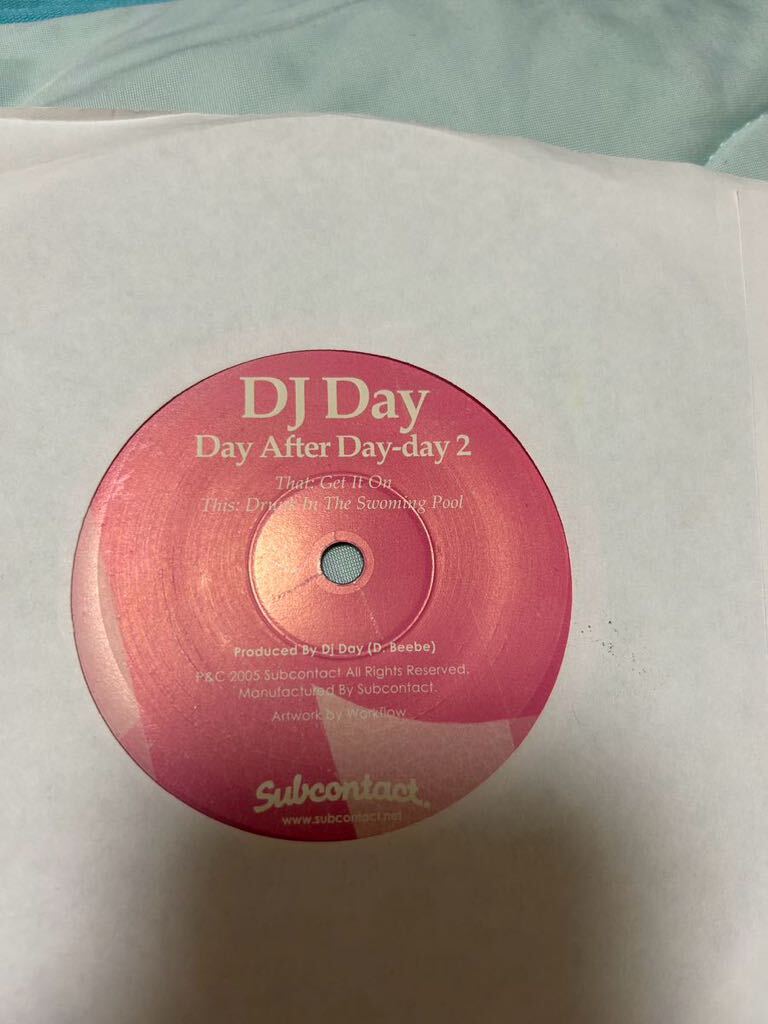 DJ Day
Day After Day-day 2
That: Get It On
This: Drunk In The Swoming Pool
Produced By Dj Day (D. Beebe)
P&C 2005 Subcontact All Rights Reserved.
Manufactured By Subcontact.
Artwork by Workflow
Subcontact.
www.subcontact.net